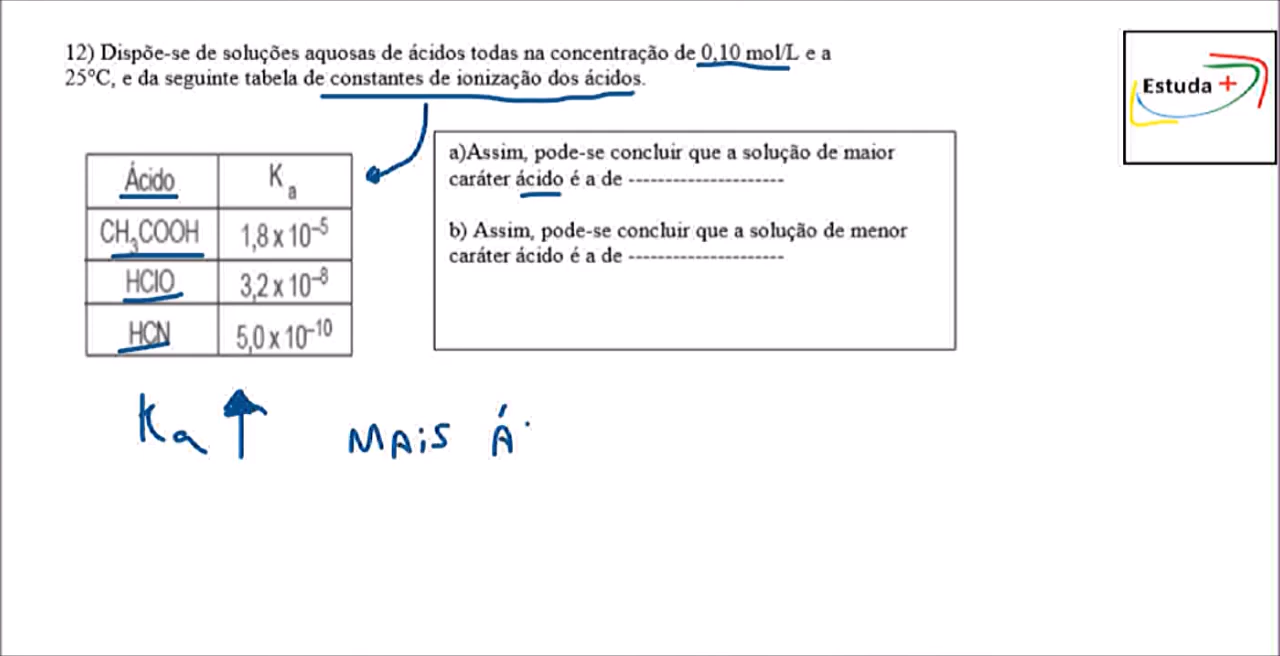 12) Dispõe-se de soluções aquosas de ácidos todas na concentração de 0,10 mol/L e a
25°C, e da seguinte tabela de constantes de ionização dos ácidos.
Estuda +
Ácido Ka
CH3COOH 1,8 x 10–5
HClO 3,2 x 10–8
HCN 5,0 x 10–10
a)Assim, pode-se concluir que a solução de maior
caráter ácido é a de ---------------------
b) Assim, pode-se concluir que a solução de menor
caráter ácido é a de ---------------------
Ka ↑ MAiS Á